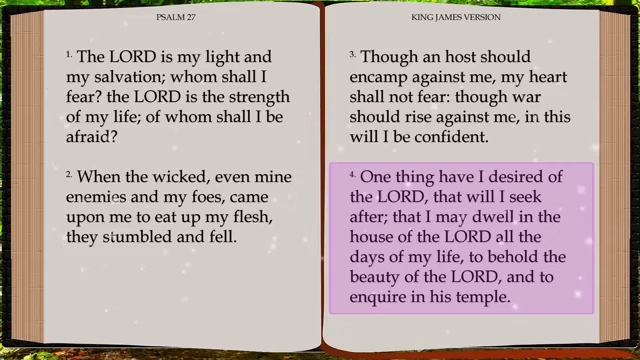 PSALM 27
1. The LORD is my light and
my salvation; whom shall I
fear? the LORD is the strength
of my life; of whom shall I be
afraid?
2. When the wicked, even mine
enemies and my foes, came
upon me to eat up my flesh,
they stumbled and fell.
KING JAMES VERSION
3. Though an host should
encamp against me, my heart
shall not fear: though war
should rise against me, in this
will I be confident.
4. One thing have I desired of
the LORD, that will I seek
after; that I may dwell in the
house of the LORD all the
days of my life, to behold the
beauty of the LORD, and to
enquire in his temple.